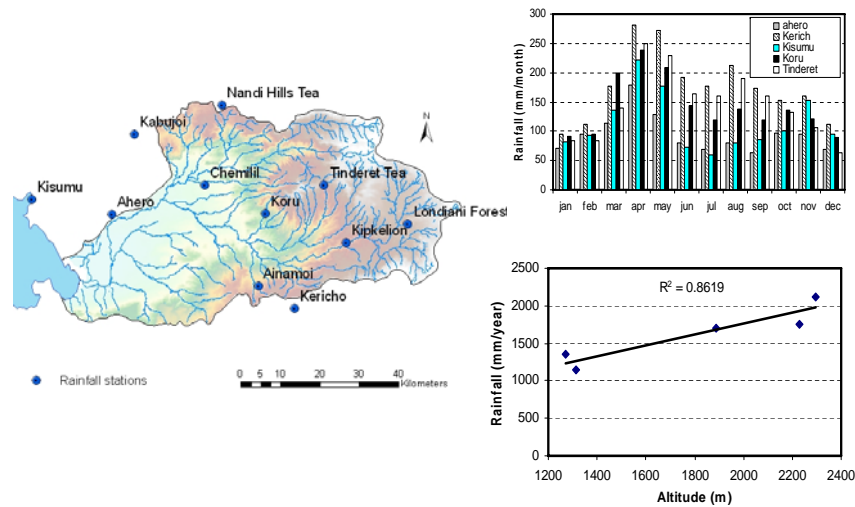 Nandi Hills Tea
Kabujoi
N
Chemilil
Tinderet Tea
Kisumu
Ahero
Koru
Londiani Forest
Kipkelion
Ainamoi
Kericho
Rainfall stations
0 5 10 20 30 40
Kilometers
300
250
200
150
100
50
0
Rainfall (mm/month)
ahero
Kerich
Kisumu
Koru
Tinderet
jan feb mar apr may jun jul aug sep oct nov dec
2500
2000
1500
1000
500
0
Rainfall (mm/year)
R² = 0.8619
1200 1400 1600 1800 2000 2200 2400
Altitude (m)